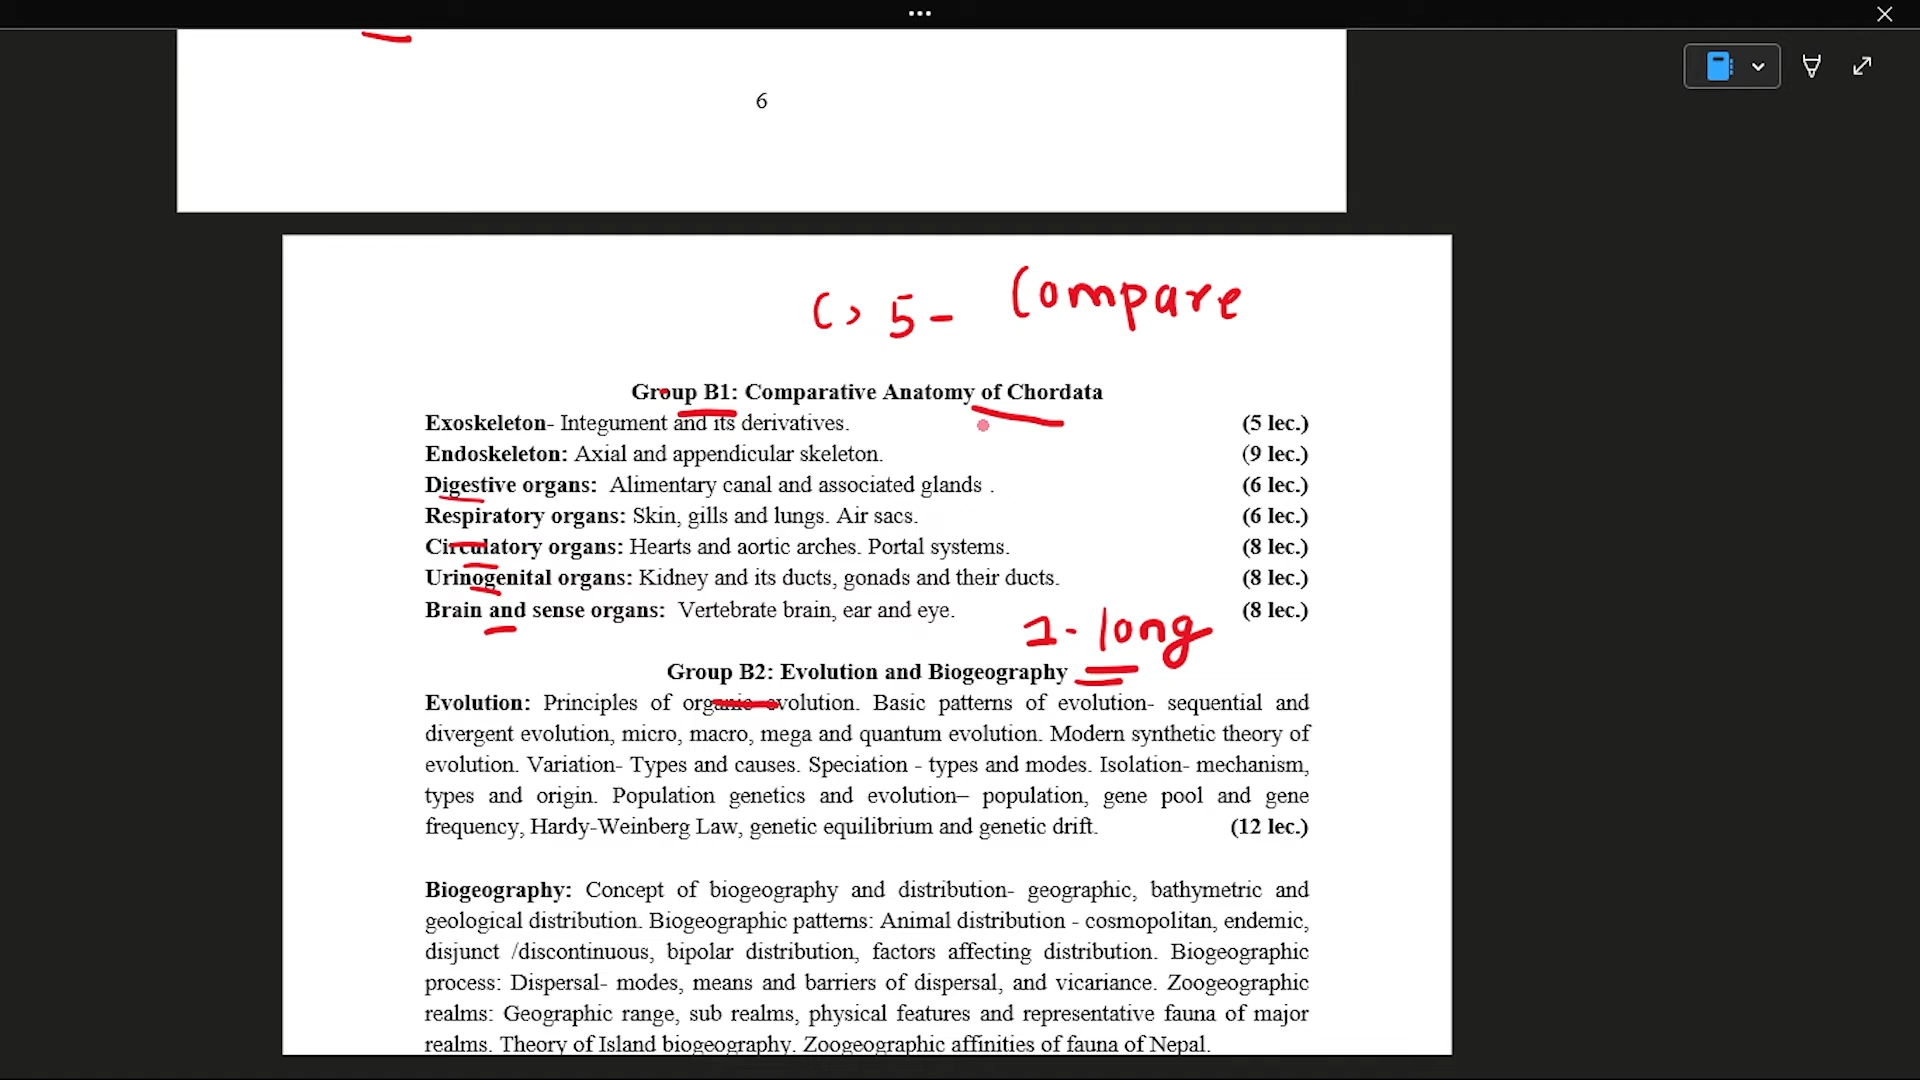 6
(> 5- Compare
Group B1: Comparative Anatomy of Chordata
Exoskeleton- Integument and its derivatives. (5 lec.)
Endoskeleton: Axial and appendicular skeleton. (9 lec.)
Digestive organs: Alimentary canal and associated glands . (6 lec.)
Respiratory organs: Skin, gills and lungs. Air sacs. (6 lec.)
Circulatory organs: Hearts and aortic arches. Portal systems. (8 lec.)
Urinogenital organs: Kidney and its ducts, gonads and their ducts. (8 lec.)
Brain and sense organs: Vertebrate brain, ear and eye. (8 lec.)
1- long
Group B2: Evolution and Biogeography
Evolution: Principles of organic evolution. Basic patterns of evolution- sequential and
divergent evolution, micro, macro, mega and quantum evolution. Modern synthetic theory of
evolution. Variation- Types and causes. Speciation - types and modes. Isolation- mechanism,
types and origin. Population genetics and evolution– population, gene pool and gene
frequency, Hardy-Weinberg Law, genetic equilibrium and genetic drift. (12 lec.)
Biogeography: Concept of biogeography and distribution- geographic, bathymetric and
geological distribution. Biogeographic patterns: Animal distribution - cosmopolitan, endemic,
disjunct /discontinuous, bipolar distribution, factors affecting distribution. Biogeographic
process: Dispersal- modes, means and barriers of dispersal, and vicariance. Zoogeographic
realms: Geographic range, sub realms, physical features and representative fauna of major
realms. Theory of Island biogeography. Zoogeographic affinities of fauna of Nepal.